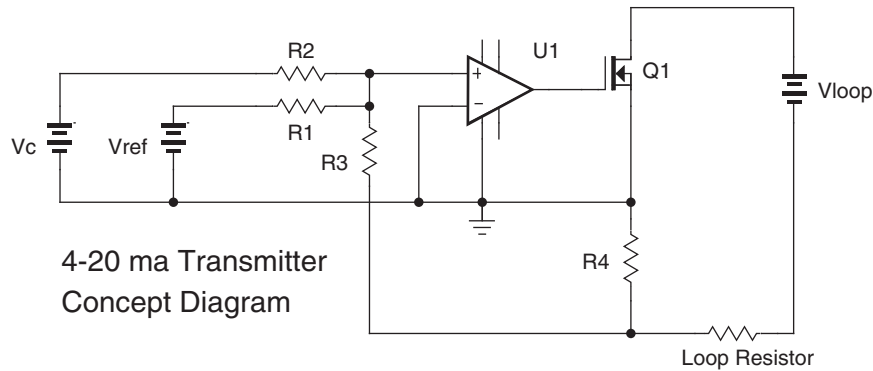 U1
R2
Q1
+
Vloop
−
R1
Vc
Vref
R3
4-20 ma Transmitter
Concept Diagram
R4
Loop Resistor